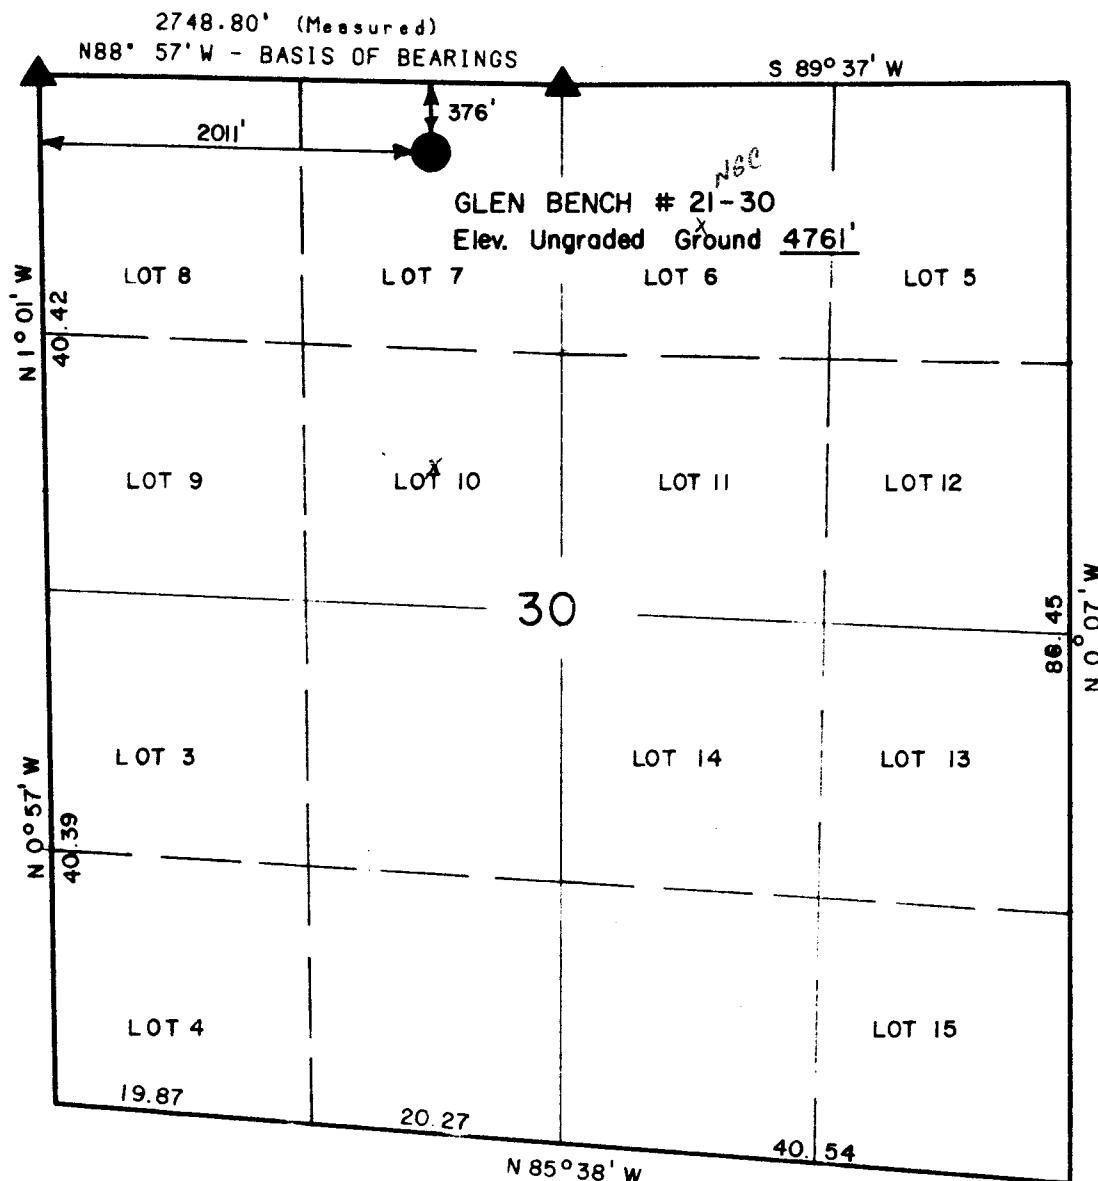 2748.80' (Measured)
N88° 57' W - BASIS OF BEARINGS
S 89° 37' W
376'
2011'
NGC
GLEN BENCH # 21-30
X
Elev. Ungraded Ground 4761'
LOT 8
LOT 7
LOT 6
LOT 5
N 1° 01' W
40.42
X
LOT 9
LOT 10
LOT 11
LOT 12
30
86.45
N 0° 07' W
LOT 3
LOT 14
LOT 13
N 0° 57' W
40.39
LOT 4
LOT 15
19.87
20.27
40.54
N 85° 38' W